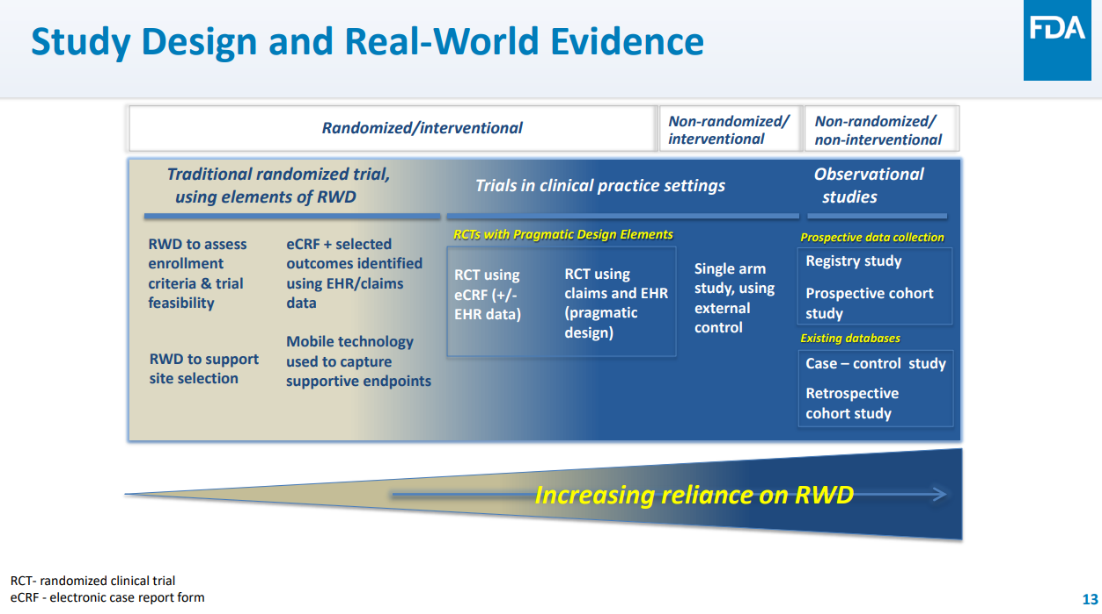 Study Design and Real-World Evidence
FDA
Randomized/interventional
Non-randomized/
interventional
Non-randomized/
non-interventional
Traditional randomized trial,
using elements of RWD
Trials in clinical practice settings
Observational
studies
RWD to assess
enrollment
criteria & trial
feasibility
RWD to support
site selection
eCRF + selected
outcomes identified
using EHR/claims
data
Mobile technology
used to capture
supportive endpoints
RCTs with Pragmatic Design Elements
RCT using
eCRF (+/-
EHR data)
RCT using
claims and EHR
(pragmatic
design)
Single arm
study, using
external
control
Prospective data collection
Registry study
Prospective cohort
study
Existing databases
Case – control study
Retrospective
cohort study
Increasing reliance on RWD
RCT- randomized clinical trial
eCRF - electronic case report form
13